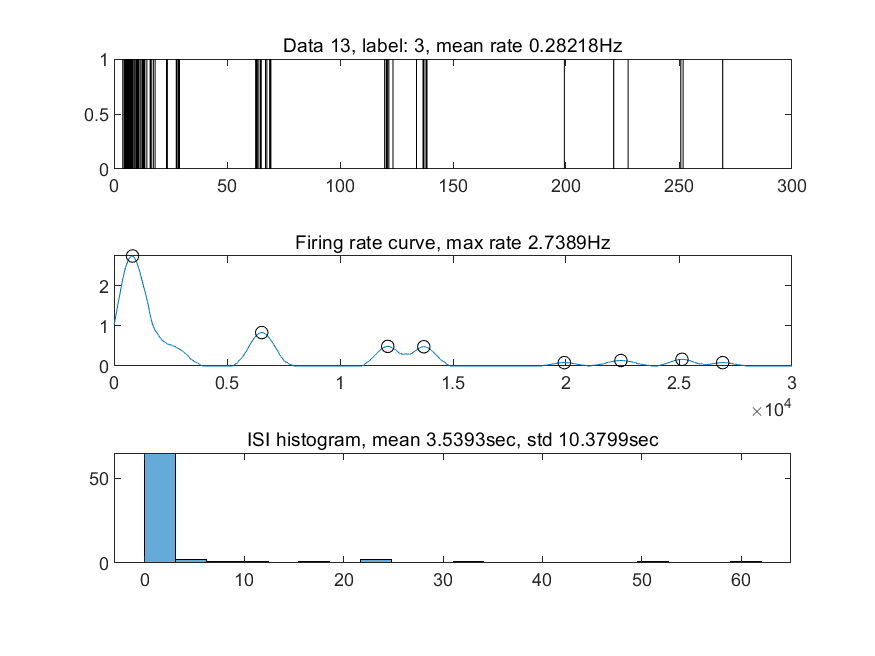 Data 13, label: 3, mean rate 0.28218Hz
1
0.5
0
0 50 100 150 200 250 300
Firing rate curve, max rate 2.7389Hz
2
1
0
0 0.5 1 1.5 2 2.5 3
×10^4
ISI histogram, mean 3.5393sec, std 10.3799sec
50
0
0 10 20 30 40 50 60